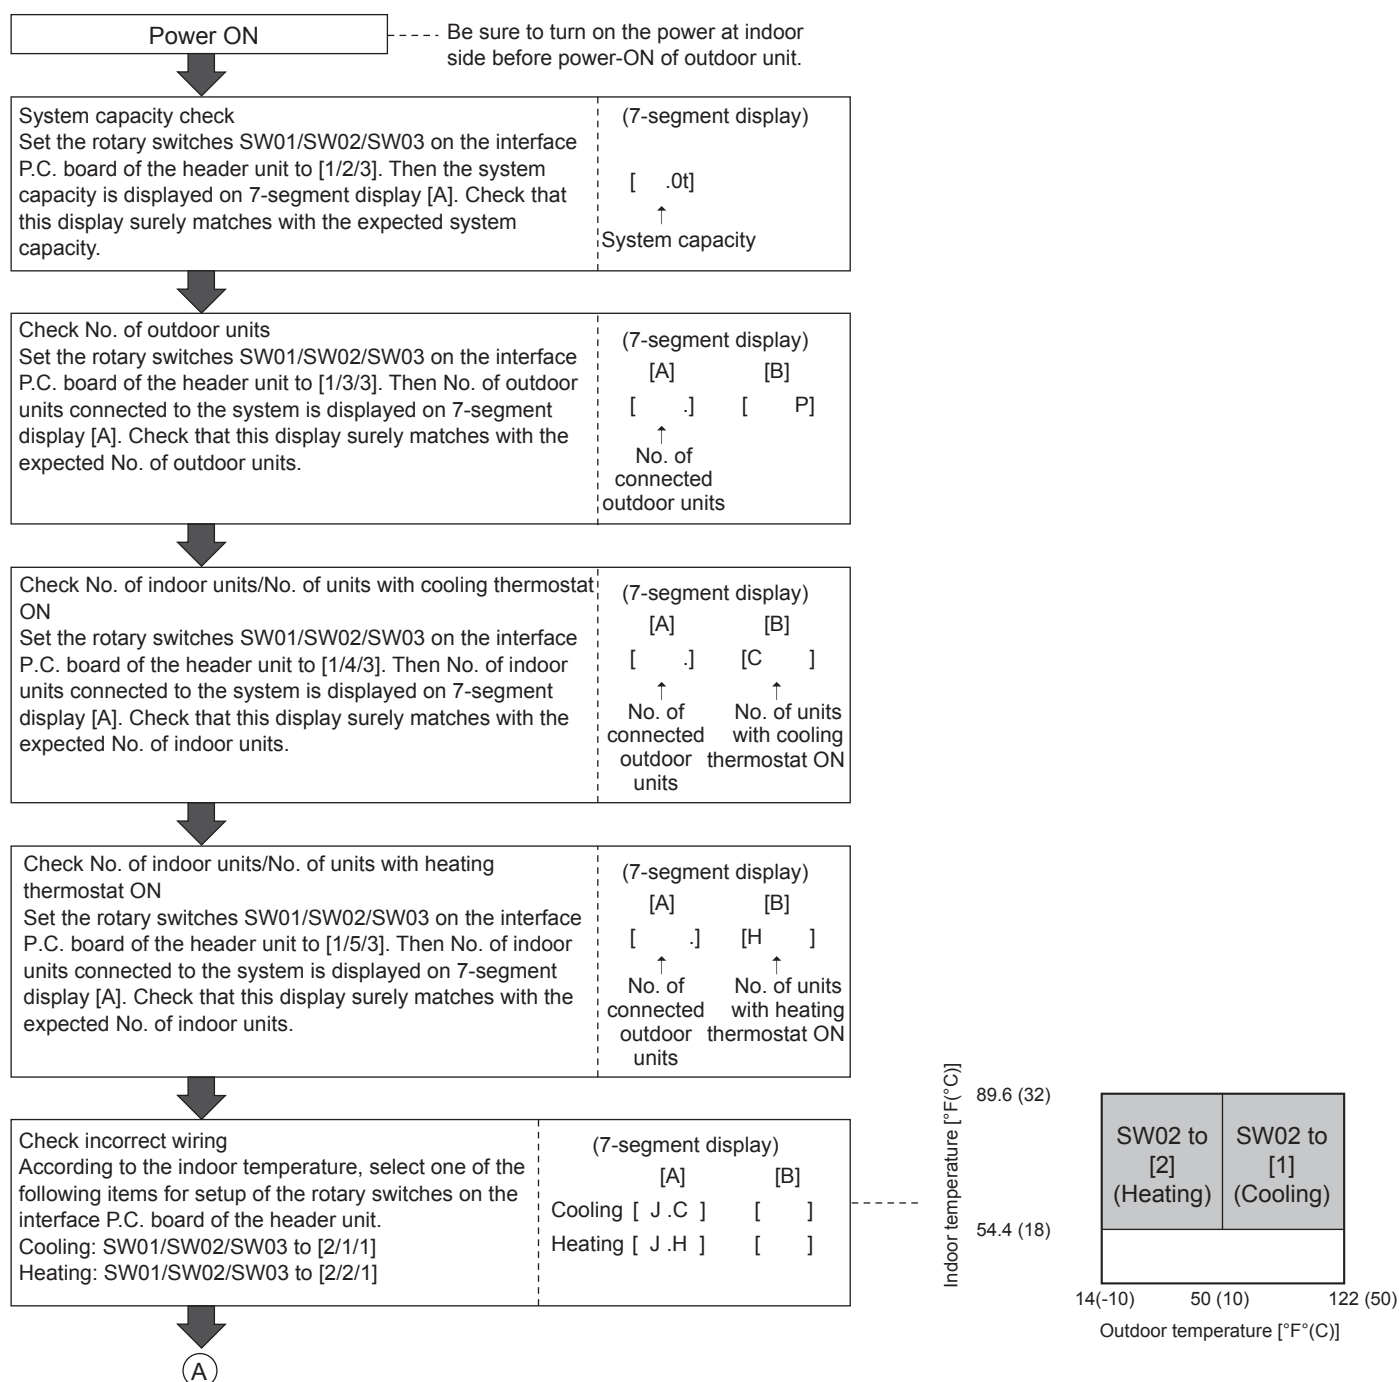 Power ON
Be sure to turn on the power at indoor
side before power-ON of outdoor unit.
System capacity check
Set the rotary switches SW01/SW02/SW03 on the interface
P.C. board of the header unit to [1/2/3]. Then the system
capacity is displayed on 7-segment display [A]. Check that
this display surely matches with the expected system
capacity.
(7-segment display)
[ .0t]
↑
System capacity
Check No. of outdoor units
Set the rotary switches SW01/SW02/SW03 on the interface
P.C. board of the header unit to [1/3/3]. Then No. of outdoor
units connected to the system is displayed on 7-segment
display [A]. Check that this display surely matches with the
expected No. of outdoor units.
(7-segment display)
[A] [B]
[ .] [ P]
↑
No. of
connected
outdoor units
Check No. of indoor units/No. of units with cooling thermostat
ON
Set the rotary switches SW01/SW02/SW03 on the interface
P.C. board of the header unit to [1/4/3]. Then No. of indoor
units connected to the system is displayed on 7-segment
display [A]. Check that this display surely matches with the
expected No. of indoor units.
(7-segment display)
[A] [B]
[ .] [C ]
↑ ↑
No. of No. of units
connected with cooling
outdoor thermostat ON
units
Check No. of indoor units/No. of units with heating
thermostat ON
Set the rotary switches SW01/SW02/SW03 on the interface
P.C. board of the header unit to [1/5/3]. Then No. of indoor
units connected to the system is displayed on 7-segment
display [A]. Check that this display surely matches with the
expected No. of indoor units.
(7-segment display)
[A] [B]
[ .] [H ]
↑ ↑
No. of No. of units
connected with heating
outdoor thermostat ON
units
Check incorrect wiring
According to the indoor temperature, select one of the
following items for setup of the rotary switches on the
interface P.C. board of the header unit.
Cooling: SW01/SW02/SW03 to [2/1/1]
Heating: SW01/SW02/SW03 to [2/2/1]
(7-segment display)
[A] [B]
Cooling [ J .C ] [ ]
Heating [ J .H ] [ ]
A
Indoor temperature [°F(°C)]
89.6 (32)
54.4 (18)
SW02 to
[2]
(Heating)
SW02 to
[1]
(Cooling)
14(-10) 50 (10) 122 (50)
Outdoor temperature [°F°(C)]